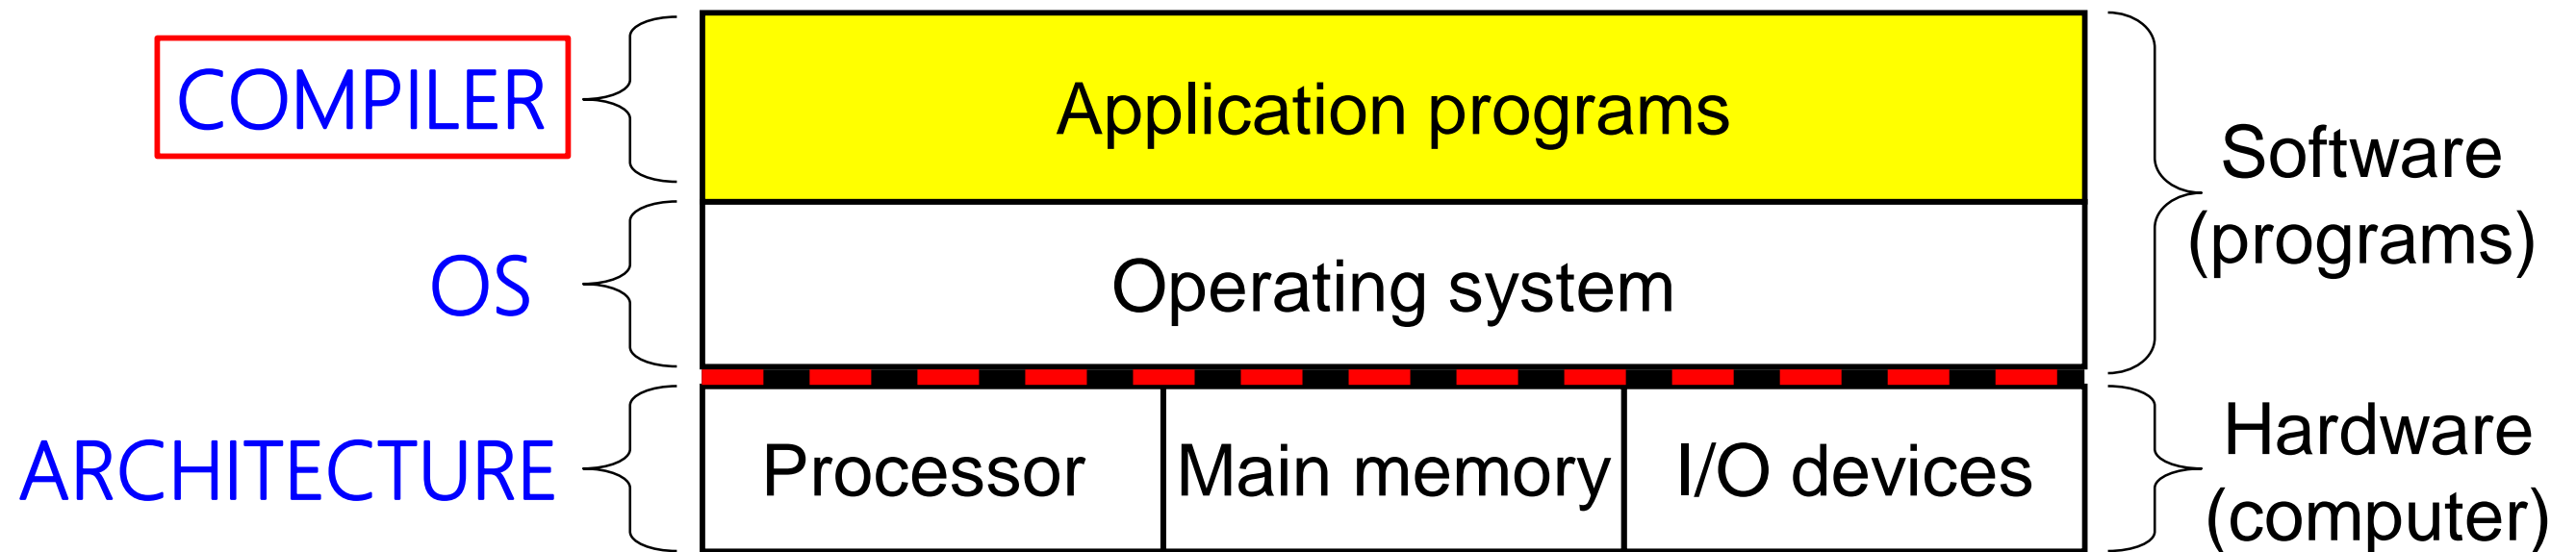 COMPILER
Application programs
Software
(programs)
OS
Operating system
ARCHITECTURE
Processor
Main memory
I/O devices
Hardware
(computer)